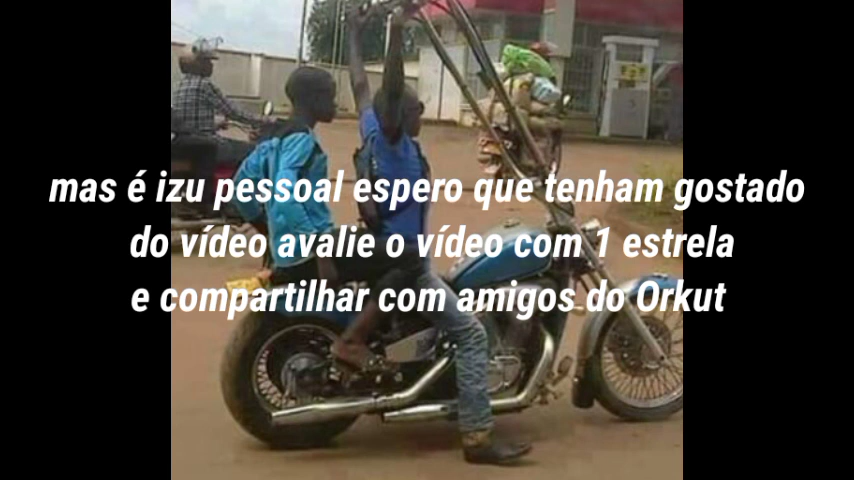 mas é izu pessoal espero que tenham gostado
do vídeo avalie o vídeo com 1 estrela
e compartilhar com amigos do Orkut